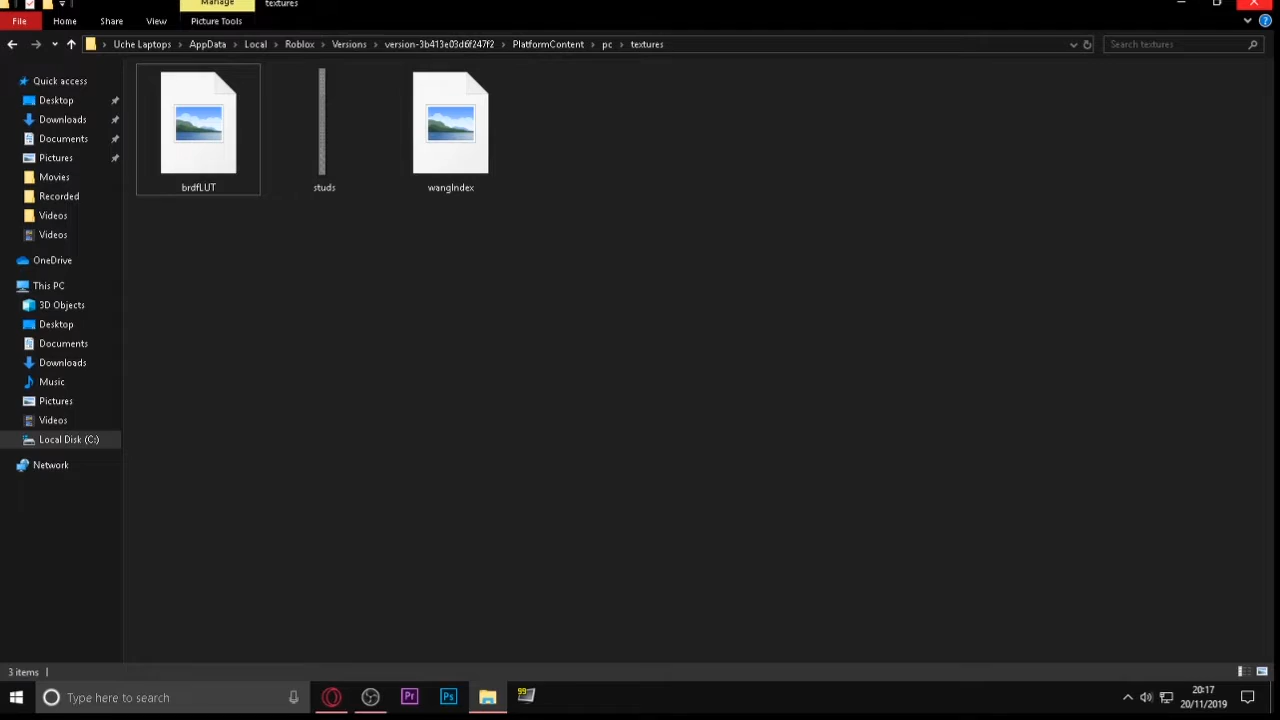 Manage
textures
File
Home
Share
View
Picture Tools
Uche Laptops
AppData
Local
Roblox
Versions
version-3b413e03d6f247f2
PlatformContent
pc
textures
Search textures
Quick access
Desktop
Downloads
Documents
Pictures
Movies
Recorded
Videos
Videos
OneDrive
This PC
3D Objects
Desktop
Documents
Downloads
Music
Pictures
Videos
Local Disk (C:)
Network
brdfLUT
studs
wangIndex
3 items
Type here to search
Pr
Ps
99
20:17
20/11/2019